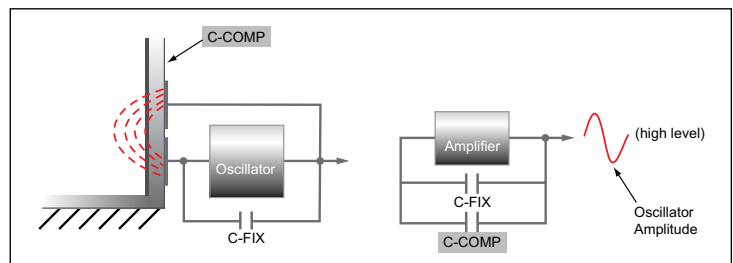 C-COMP
Oscillator
C-FIX
Amplifier
C-FIX
C-COMP
(high level)
Oscillator
Amplitude